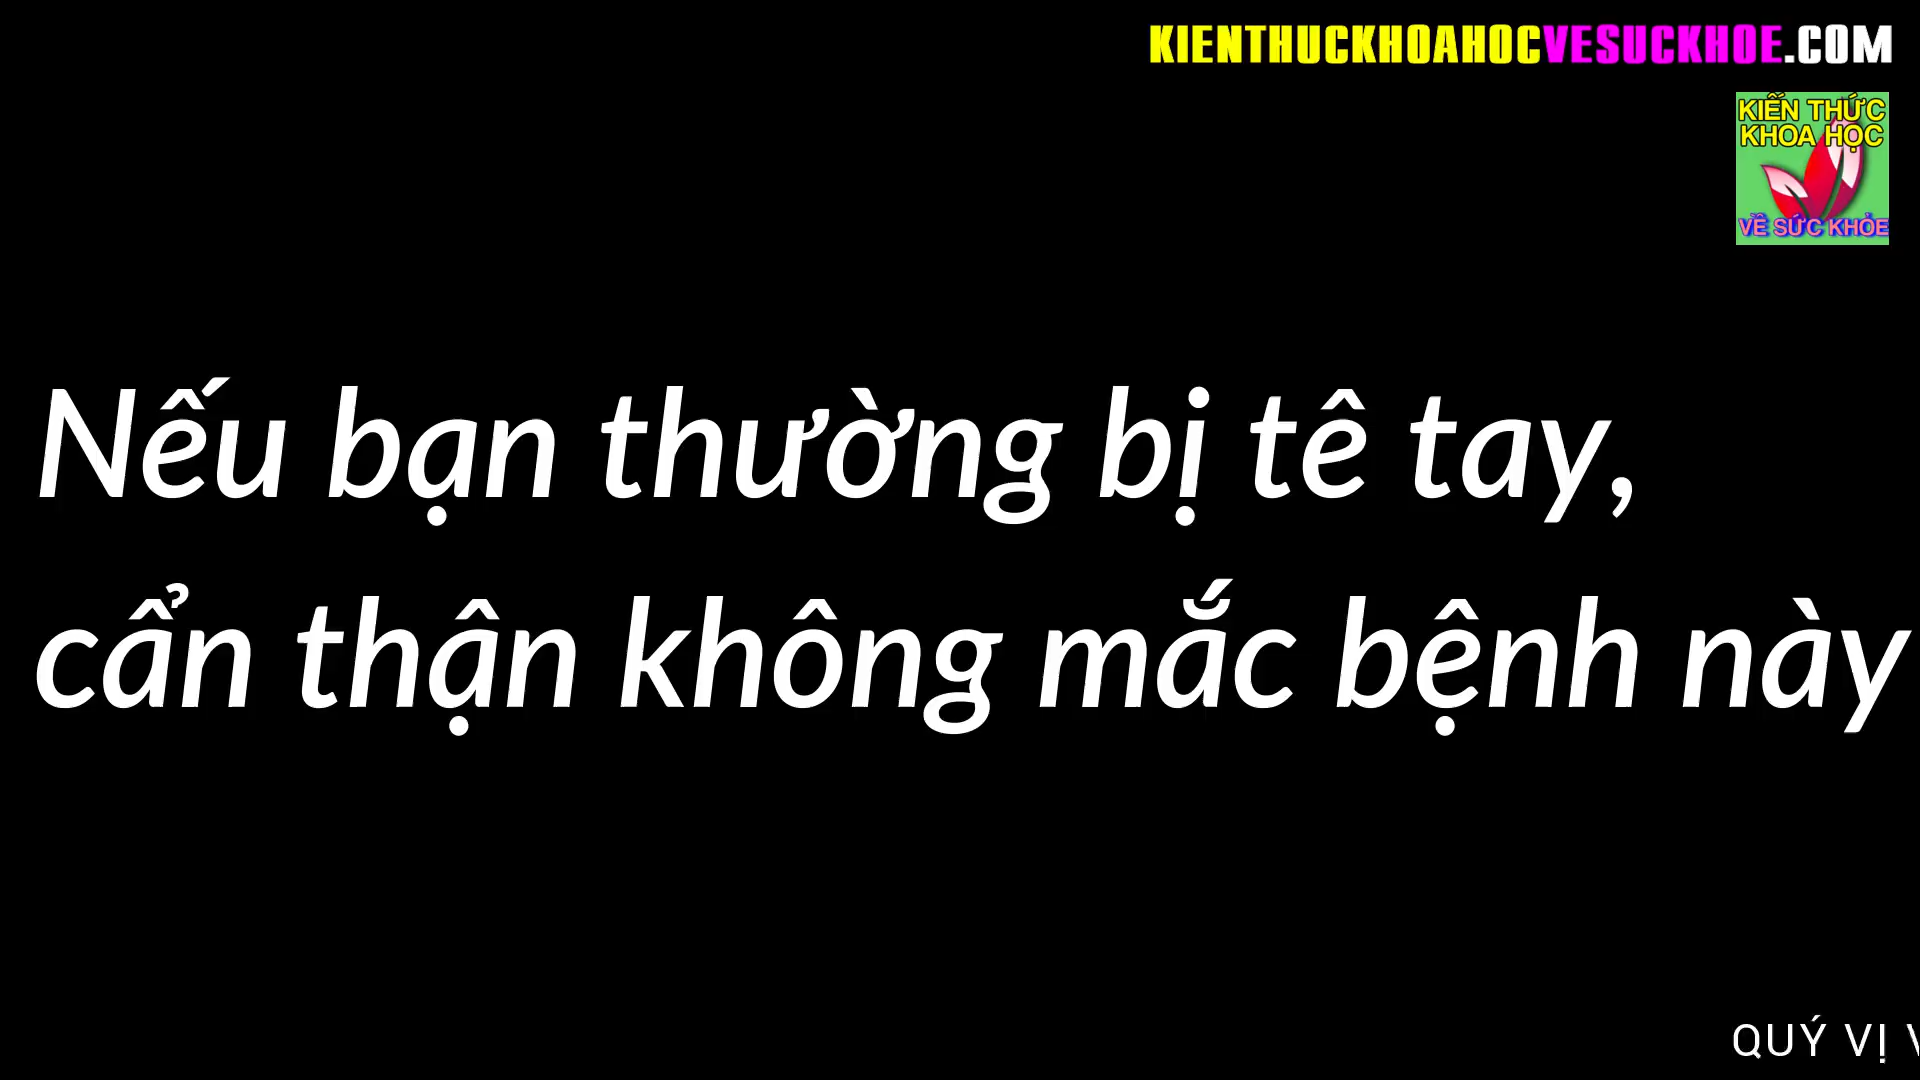 KIENTHUCKHOAHOCVESUCKHOE.COM
KIẾN THỨC
KHOA HỌC
VỀ SỨC KHỎE
Nếu bạn thường bị tê tay,
cẩn thận không mắc bệnh này
QUÝ VỊ